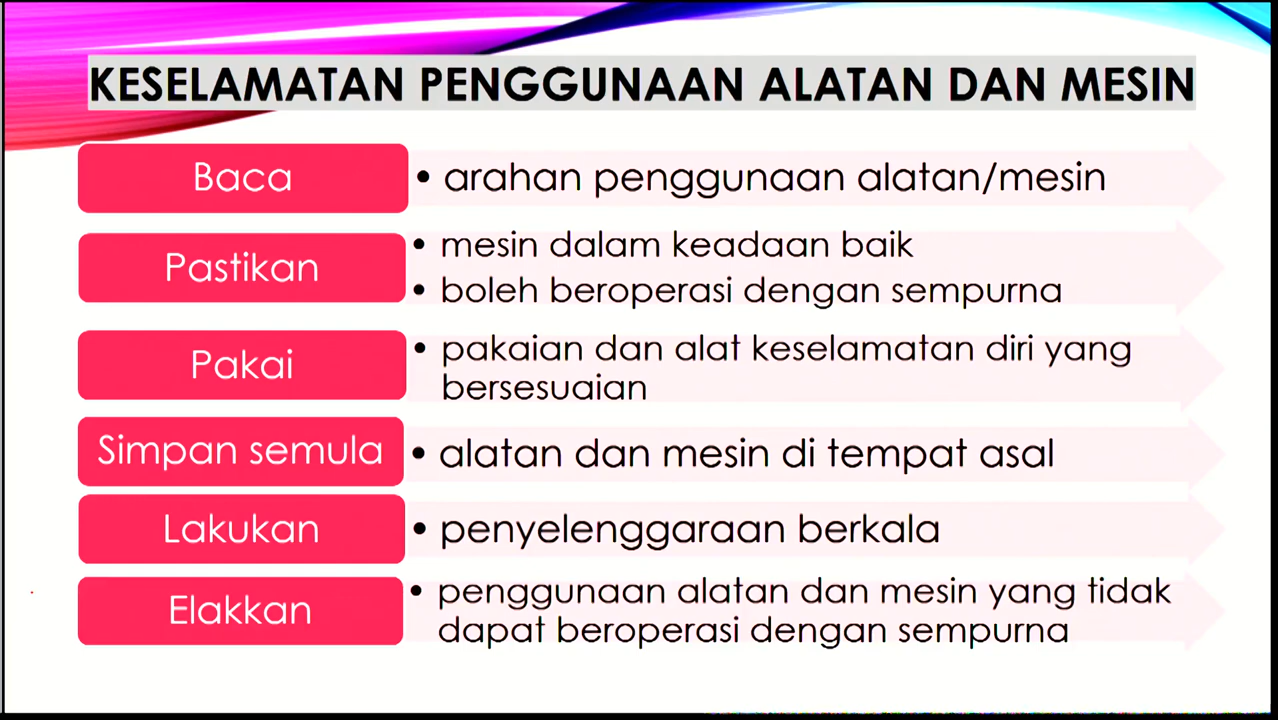 KESELAMATAN PENGGUNAAN ALATAN DAN MESIN
Baca
• arahan penggunaan alatan/mesin
Pastikan
• mesin dalam keadaan baik
• boleh beroperasi dengan sempurna
Pakai
• pakaian dan alat keselamatan diri yang
bersesuaian
Simpan semula
• alatan dan mesin di tempat asal
Lakukan
• penyelenggaraan berkala
Elakkan
• penggunaan alatan dan mesin yang tidak
dapat beroperasi dengan sempurna